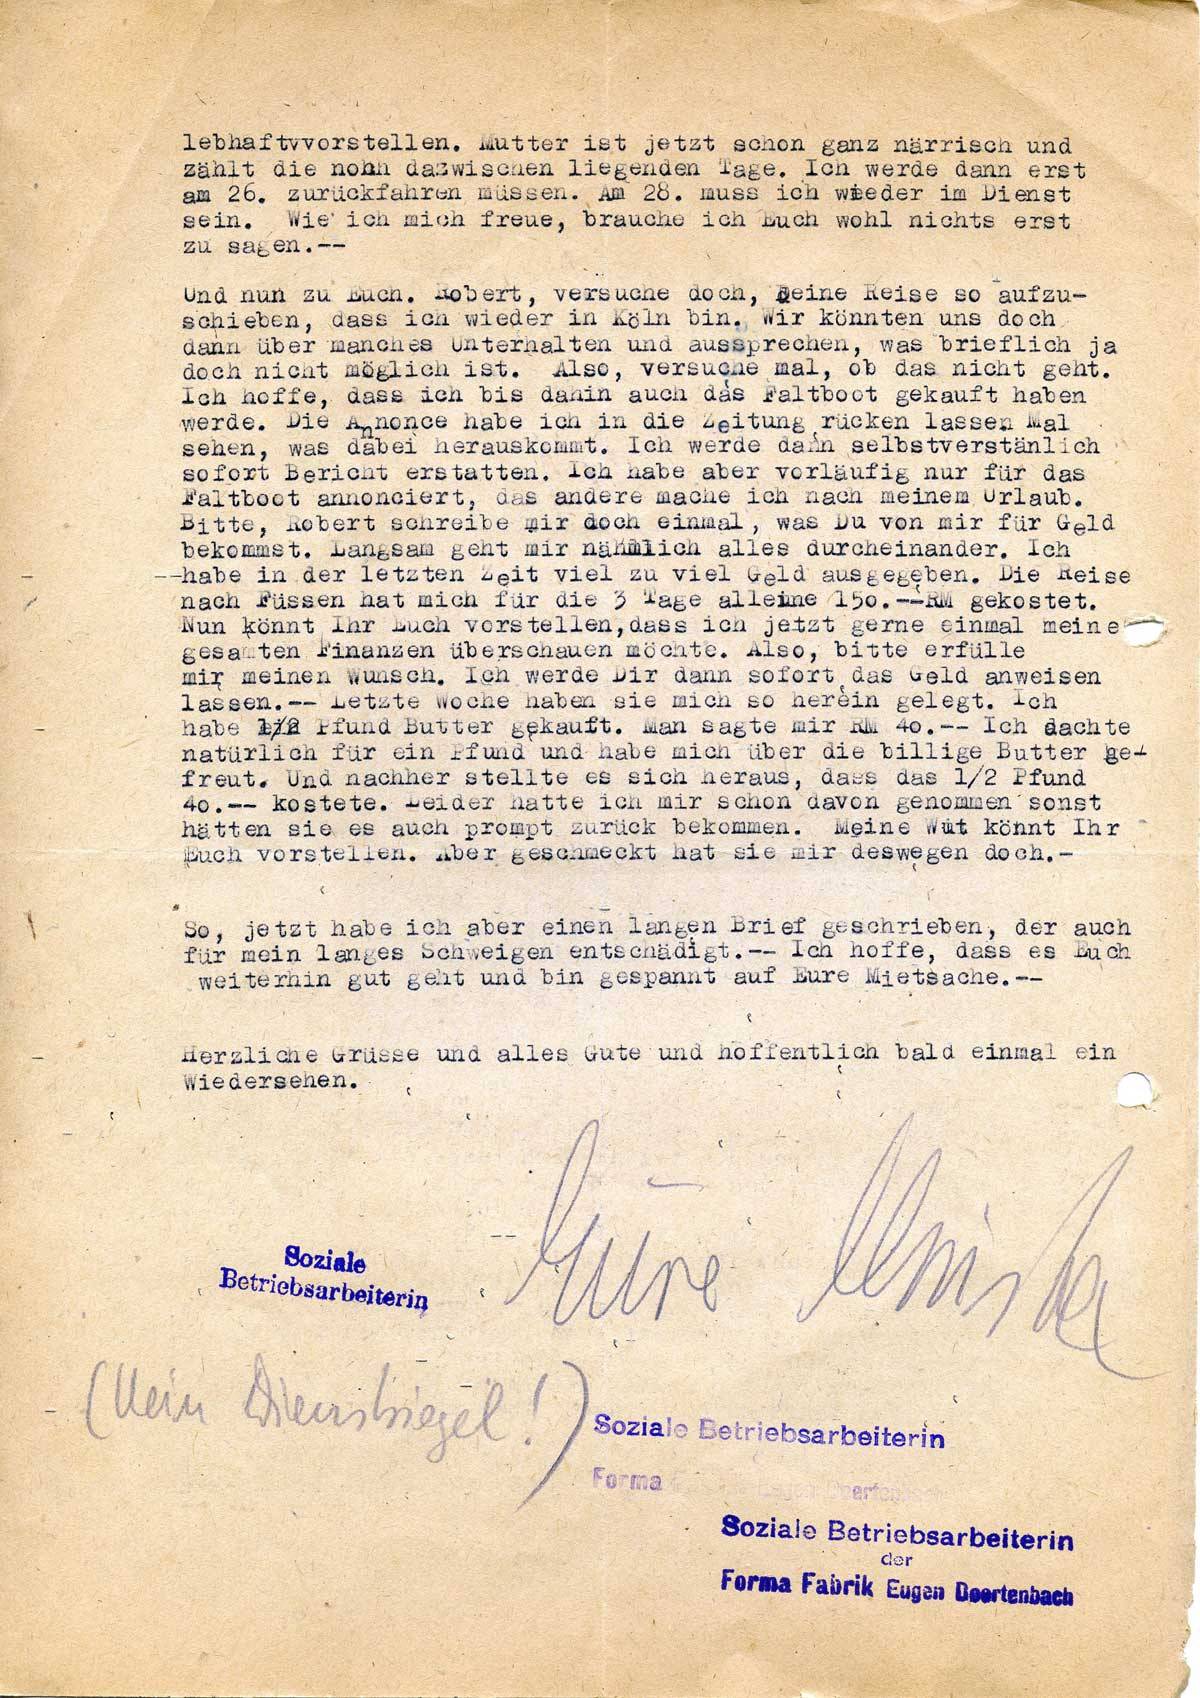 lebhaftvvorstellen. Mutter ist jetzt schon ganz närrisch und
zählt die nohn dazwischen liegenden Tage. Ich werde dann erst
am 26. zurückfahren müssen. Am 28. muss ich wieder im Dienst
sein. Wie ich mich freue, brauche ich Euch wohl nichts erst
zu sagen.--
Und nun zu Euch. Robert, versuche doch, Deine Reise so aufzu-
schieben, dass ich wieder in Köln bin. Wir könnten uns doch
dann über manches Unterhalten und aussprechen, was brieflich ja
doch nicht möglich ist. Also, versuche mal, ob das nicht geht.
Ich hoffe, dass ich bis dahin auch das Faltboot gekauft haben
werde. Die Annonce habe ich in die Zeitung rücken lassen Mal
sehen, was dabei herauskommt. Ich werde dann selbstverstänlich
sofort Bericht erstatten. Ich habe aber vorläufig nur für das
Faltboot annonciert, das andere mache ich nach meinem Urlaub.
Bitte, Robert schreibe mir doch einmal, was Du von mir für Geld
bekommst. Langsam geht mir nähmlich alles durcheinander. Ich
--habe in der letzten Zeit viel zu viel Geld ausgegeben. Die Reise
nach Füssen hat mich für die 3 Tage alleine 150.--RM gekostet.
Nun könnt Ihr Euch vorstellen,dass ich jetzt gerne einmal meine
gesamten Finanzen überschauen möchte. Also, bitte erfülle
mir meinen Wunsch. Ich werde Dir dann sofort das Geld anweisen
lassen.-- Letzte Woche haben sie mich so herein gelegt. Ich
habe 1/2 Pfund Butter gekauft. Man sagte mir RM 40.-- Ich dachte
natürlich für ein Pfund und habe mich über die billige Butter ge-
freut. Und nachher stellte es sich heraus, dass das 1/2 Pfund
40.-- kostete. Leider hatte ich mir schon davon genommen sonst
hätten sie es auch prompt zurück bekommen. Meine Wut könnt Ihr
Euch vorstellen. Aber geschmeckt hat sie mir deswegen doch.-
So, jetzt habe ich aber einen langen Brief geschrieben, der auch
für mein langes Schweigen entschädigt.-- Ich hoffe, dass es Euch
weiterhin gut geht und bin gespannt auf Eure Mietsache.--
Herzliche Grüsse und alles Gute und hoffentlich bald einmal ein
Wiedersehen.
Eure
Soziale
Betriebsarbeiterin
(Mein Dienstsiegel!)
Soziale Betriebsarbeiterin
Forma Eugen Doertenbach
Soziale Betriebsarbeiterin
der
Forma Fabrik Eugen Doertenbach